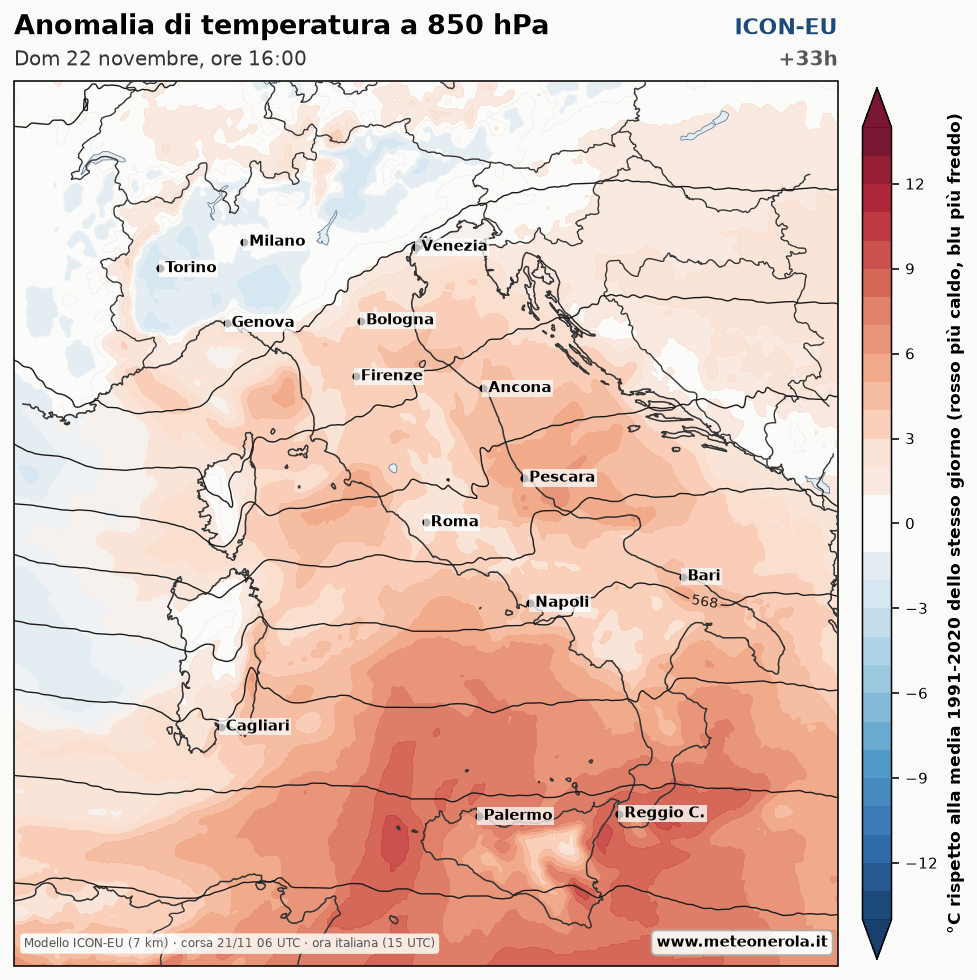 Anomalia di temperatura a 850 hPa
ICON-EU
Dom 22 novembre, ore 16:00
+33h
Milano
Venezia
Torino
Genova
Bologna
Firenze
Ancona
Pescara
Roma
Bari
Napoli
568
Cagliari
Palermo
Reggio C.
Modello ICON-EU (7 km) · corsa 21/11 06 UTC · ora italiana (15 UTC)
www.meteonerola.it
12
9
6
3
0
−3
−6
−9
−12
°C rispetto alla media 1991-2020 dello stesso giorno (rosso più caldo, blu più freddo)